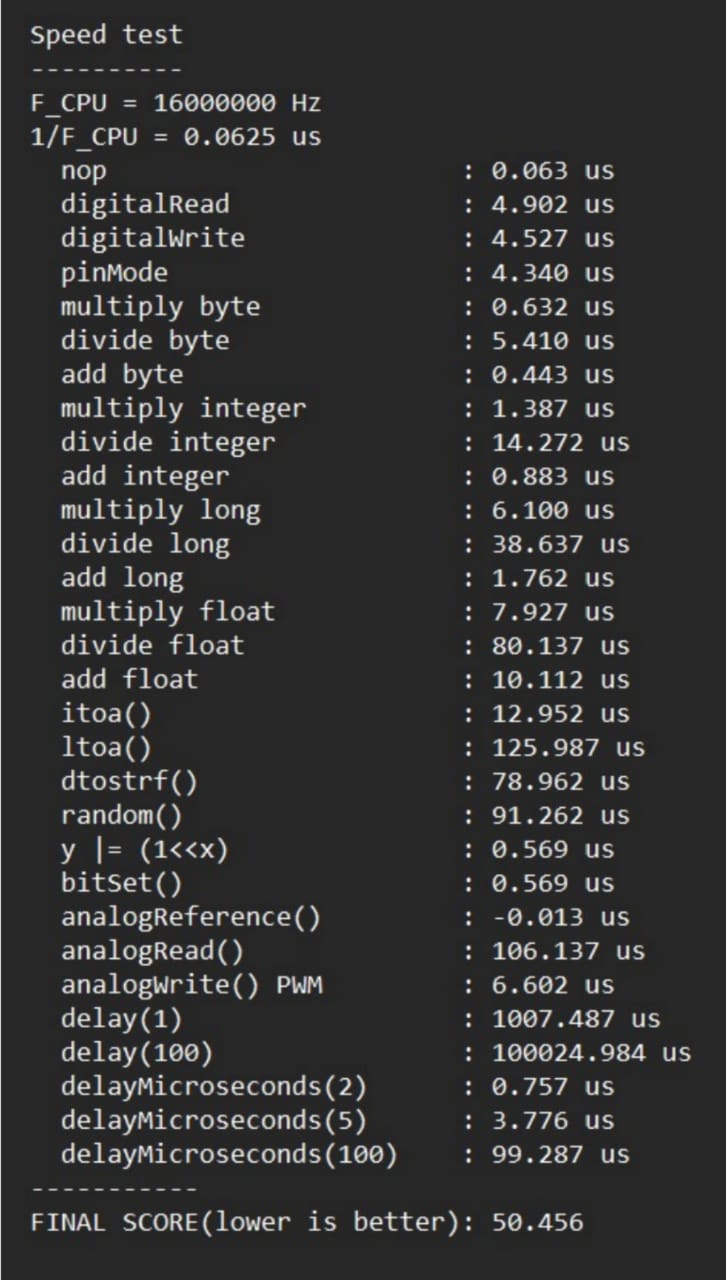 Speed test
----------
F_CPU = 16000000 Hz
1/F_CPU = 0.0625 us
  nop                       : 0.063 us
  digitalRead               : 4.902 us
  digitalWrite              : 4.527 us
  pinMode                   : 4.340 us
  multiply byte             : 0.632 us
  divide byte               : 5.410 us
  add byte                  : 0.443 us
  multiply integer          : 1.387 us
  divide integer            : 14.272 us
  add integer               : 0.883 us
  multiply long             : 6.100 us
  divide long               : 38.637 us
  add long                  : 1.762 us
  multiply float            : 7.927 us
  divide float              : 80.137 us
  add float                 : 10.112 us
  itoa()                    : 12.952 us
  ltoa()                    : 125.987 us
  dtostrf()                 : 78.962 us
  random()                  : 91.262 us
  y |= (1<<x)               : 0.569 us
  bitSet()                  : 0.569 us
  analogReference()         : -0.013 us
  analogRead()              : 106.137 us
  analogWrite() PWM         : 6.602 us
  delay(1)                  : 1007.487 us
  delay(100)                : 100024.984 us
  delayMicroseconds(2)      : 0.757 us
  delayMicroseconds(5)      : 3.776 us
  delayMicroseconds(100)    : 99.287 us
-----------
FINAL SCORE(lower is better): 50.456